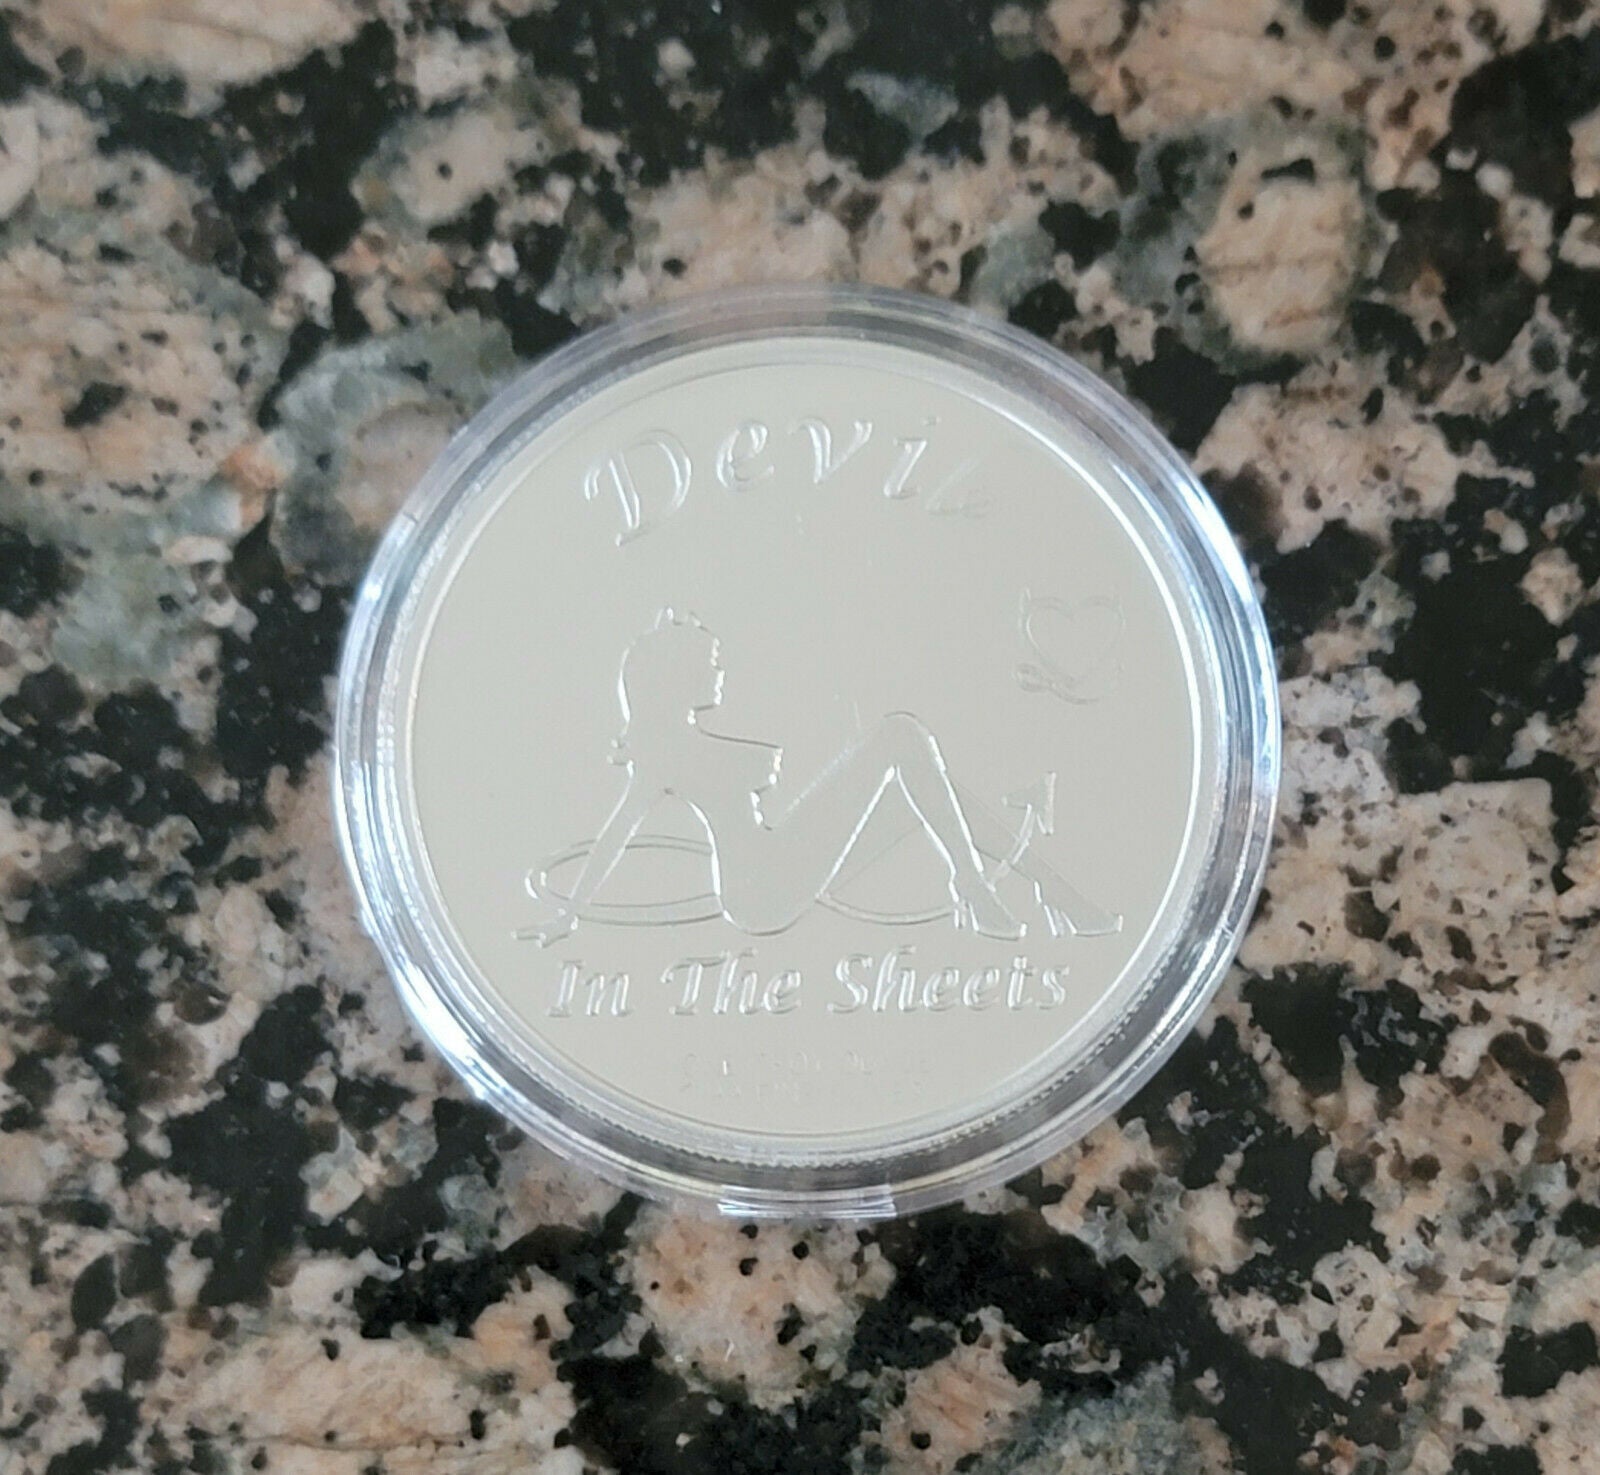 Devil
In The Sheets